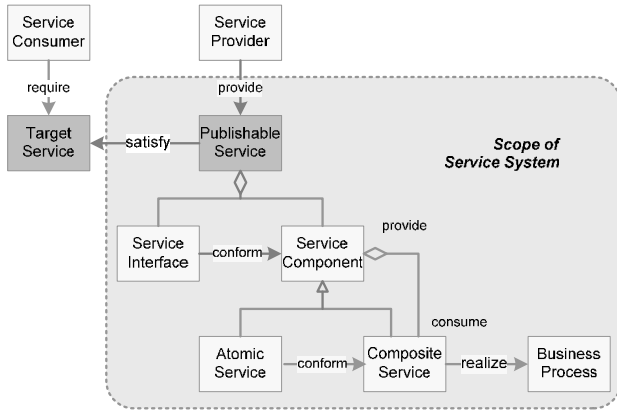 Service
Consumer
Service
Provider
require
provide
Target
Service
satisfy
Publishable
Service
Scope of
Service System
Service
Interface
conform
Service
Component
provide
consume
Atomic
Service
conform
Composite
Service
realize
Business
Process